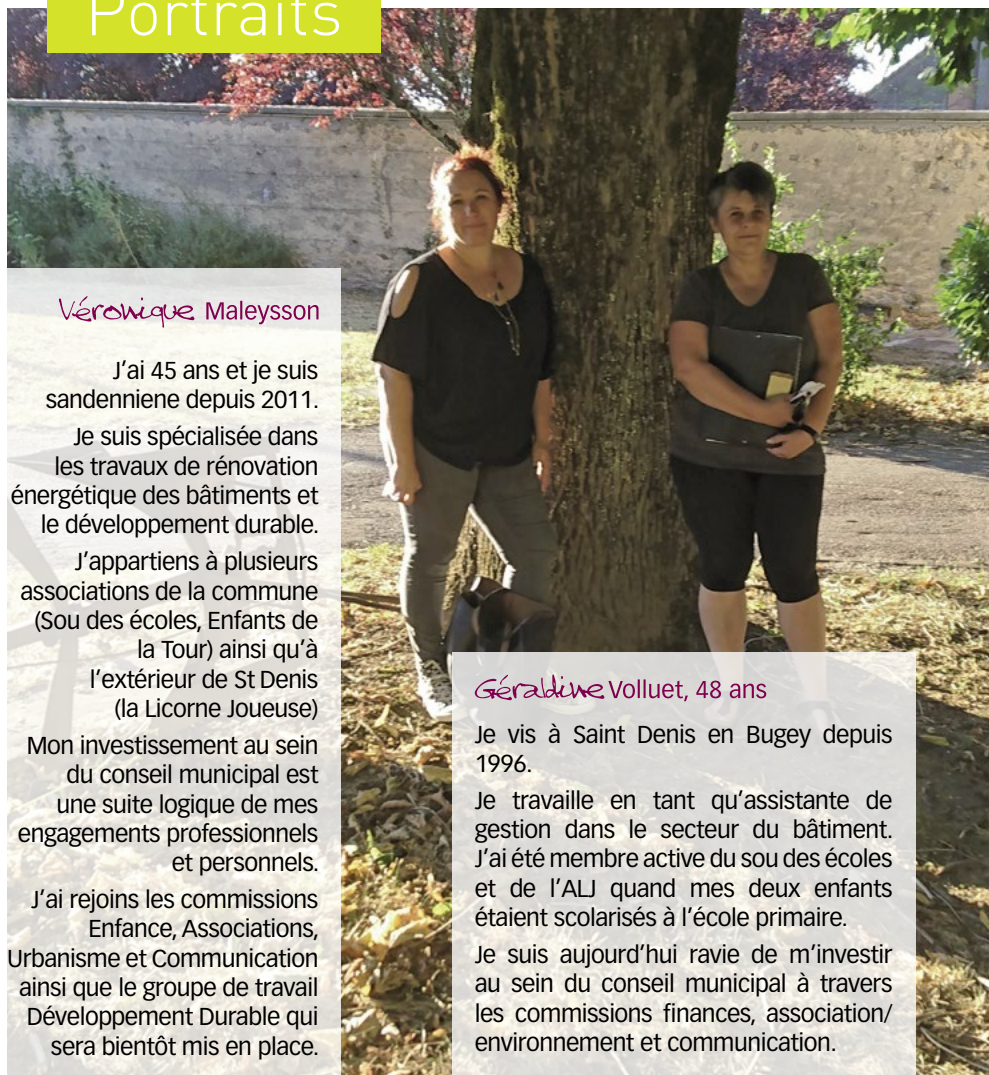 Portraits
Véronique Maleysson
J'ai 45 ans et je suis
sandenniene depuis 2011.
Je suis spécialisée dans
les travaux de rénovation
énergétique des bâtiments et
le développement durable.
J'appartiens à plusieurs
associations de la commune
(Sou des écoles, Enfants de
la Tour) ainsi qu'à
l'extérieur de St Denis
(la Licorne Joueuse)
Mon investissement au sein
du conseil municipal est
une suite logique de mes
engagements professionnels
et personnels.
J'ai rejoins les commissions
Enfance, Associations,
Urbanisme et Communication
ainsi que le groupe de travail
Développement Durable qui
sera bientôt mis en place.
Géraldine Volluet, 48 ans
Je vis à Saint Denis en Bugey depuis
1996.
Je travaille en tant qu'assistante de
gestion dans le secteur du bâtiment.
J'ai été membre active du sou des écoles
et de l'ALJ quand mes deux enfants
étaient scolarisés à l'école primaire.
Je suis aujourd'hui ravie de m'investir
au sein du conseil municipal à travers
les commissions finances, association/
environnement et communication.